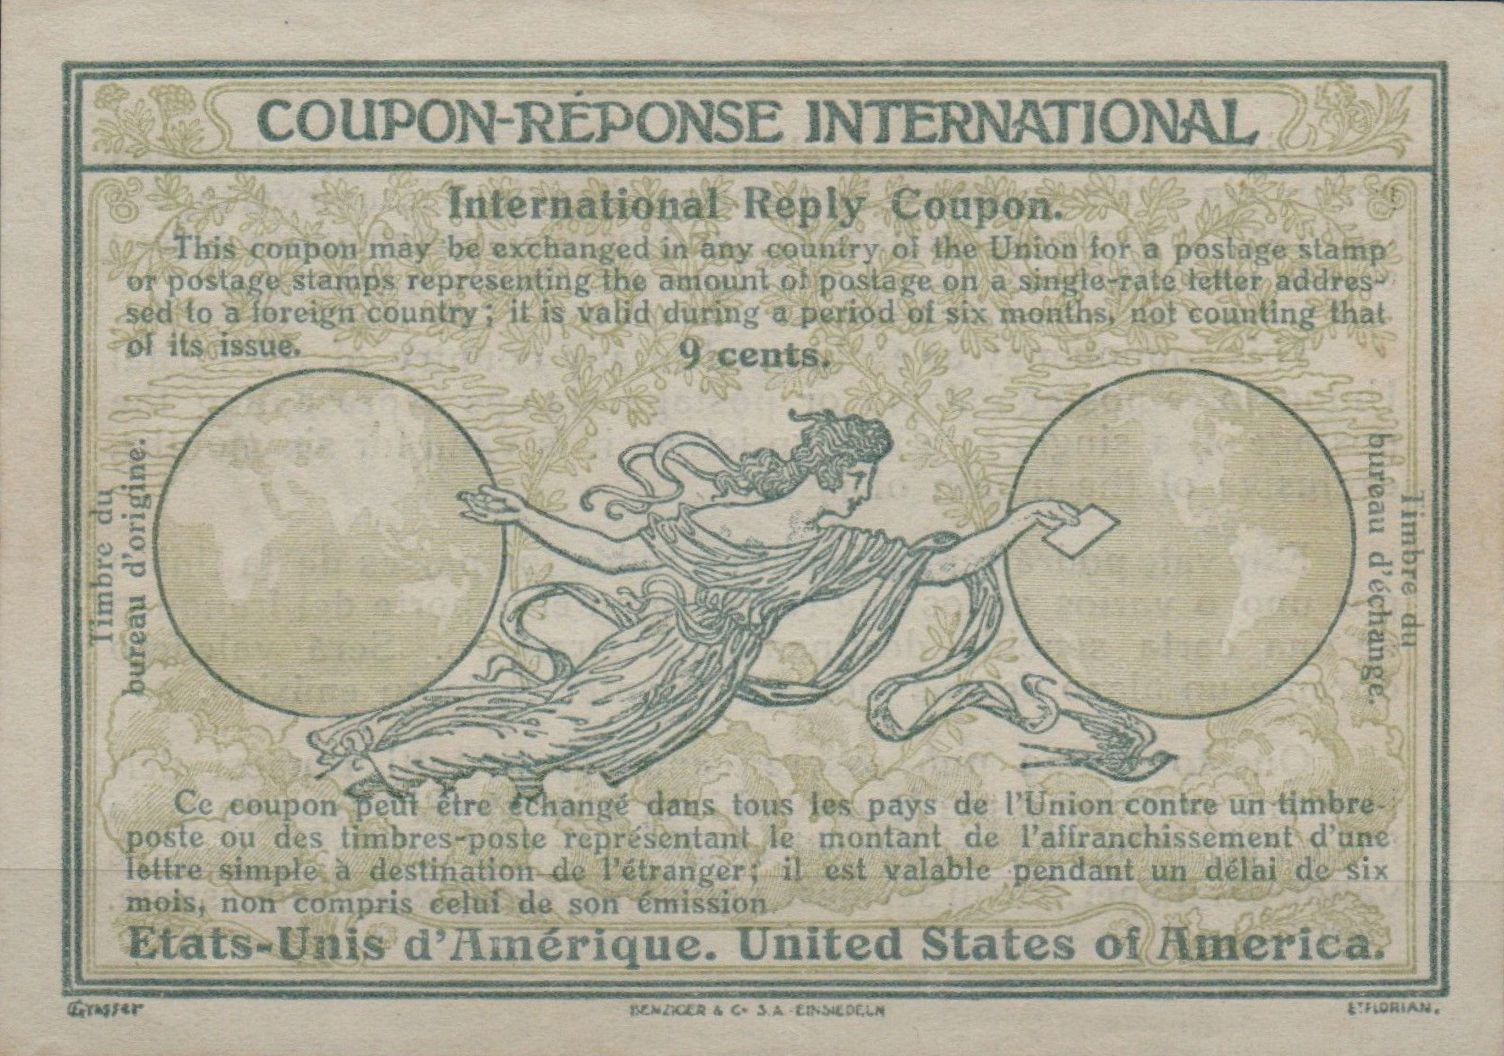 COUPON-RÉPONSE INTERNATIONAL
International Reply Coupon.
This coupon may be exchanged in any country of the Union for a postage stamp
or postage stamps representing the amount of postage on a single-rate letter addres-
sed to a foreign country; it is valid during a period of six months, not counting that
of its issue.
9 cents.
Timbre du
bureau d'origine.
Timbre du
bureau d'échange.
Ce coupon peut être échangé dans tous les pays de l'Union contre un timbre-
poste ou des timbres-poste représentant le montant de l'affranchissement d'une
lettre simple à destination de l'étranger; il est valable pendant un délai de six
mois, non compris celui de son émission.
Etats-Unis d'Amérique. United States of America.
EGrasset
BENZIGER & Co S.A. EINSIEDELN
ET FLORIAN.